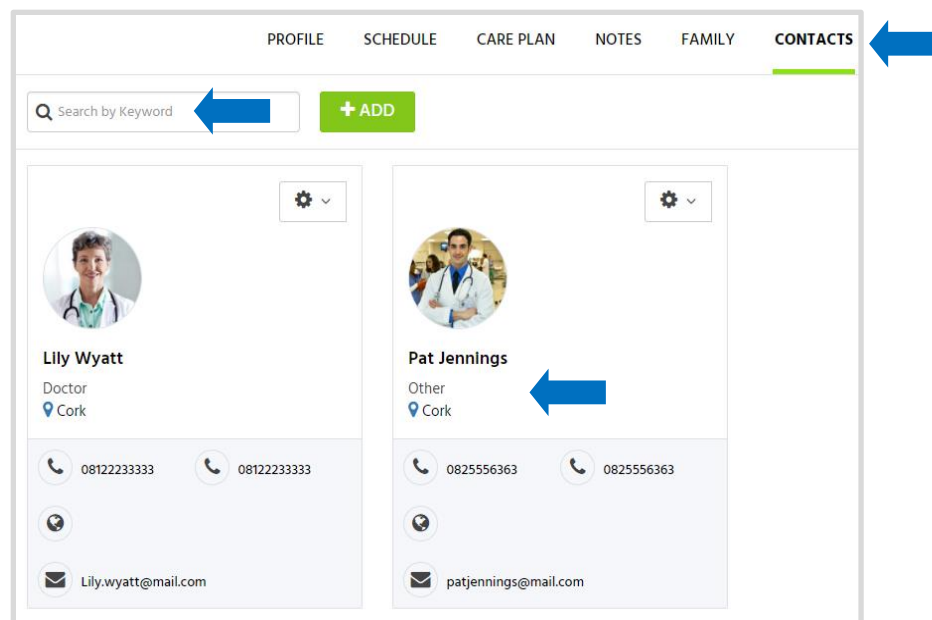 PROFILE SCHEDULE CARE PLAN NOTES FAMILY CONTACTS
Search by Keyword
+ ADD
Lily Wyatt
Doctor
Cork
08122233333 08122233333
Lily.wyatt@mail.com
Pat Jennings
Other
Cork
0825556363 0825556363
patjennings@mail.com